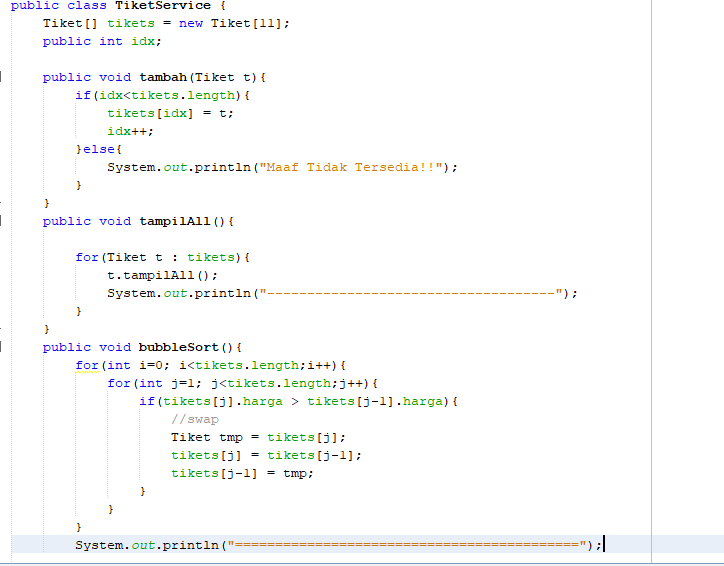 public class TiketService {
    Tiket[] tikets = new Tiket[11];
    public int idx;
    public void tambah(Tiket t){
        if(idx<tikets.length){
            tikets[idx] = t;
            idx++;
        }else{
            System.out.println("Maaf Tidak Tersedia!!");
        }
    }
    public void tampilAll(){
        for(Tiket t : tikets){
            t.tampilAll();
            System.out.println("------------------------------------");
        }
    }
    public void bubbleSort(){
        for(int i=0; i<tikets.length;i++){
            for(int j=1; j<tikets.length;j++){
                if(tikets[j].harga > tikets[j-1].harga){
                    //swap
                    Tiket tmp = tikets[j];
                    tikets[j] = tikets[j-1];
                    tikets[j-1] = tmp;
                }
            }
        }
        System.out.println("===========================================");